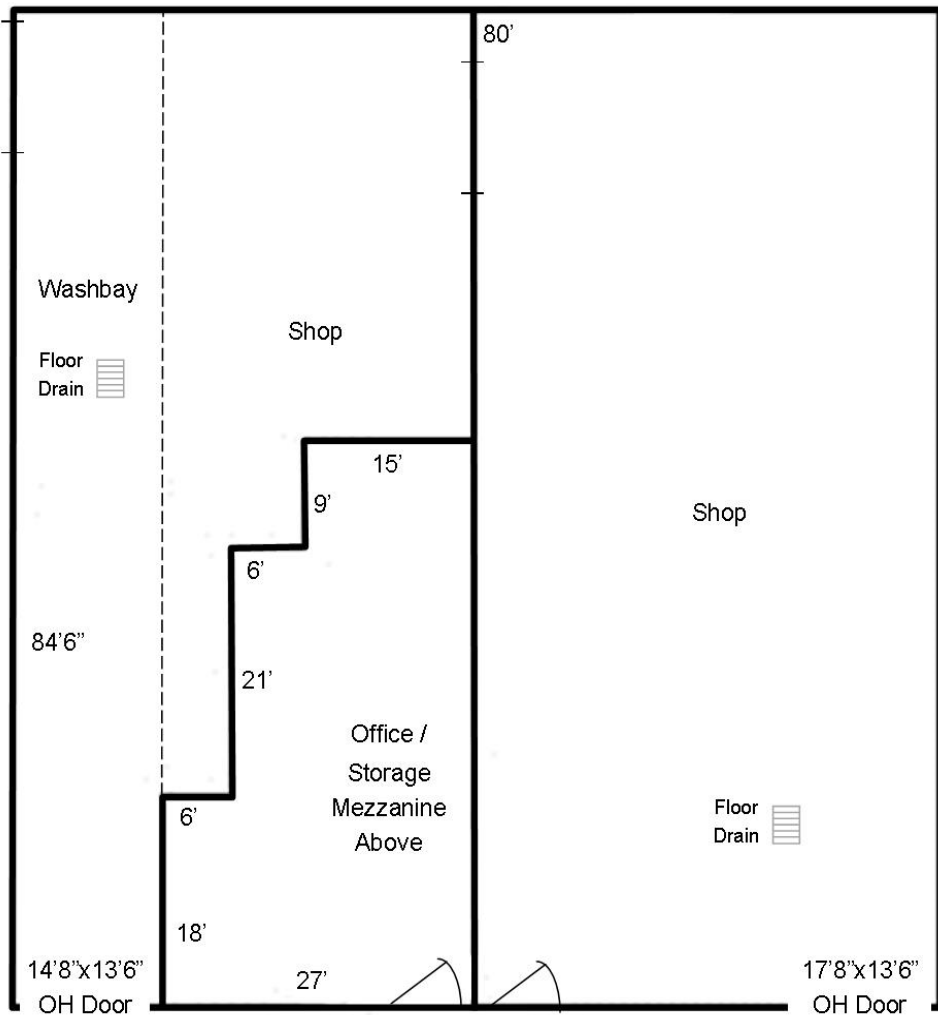 80’
Washbay
Floor
Drain
Shop
15’
9’
6’
Shop
84’6”
21’
Office /
Storage
Mezzanine
Above
6’
Floor
Drain
18’
14’8”x13’6”
OH Door
27’
17’8”x13’6”
OH Door